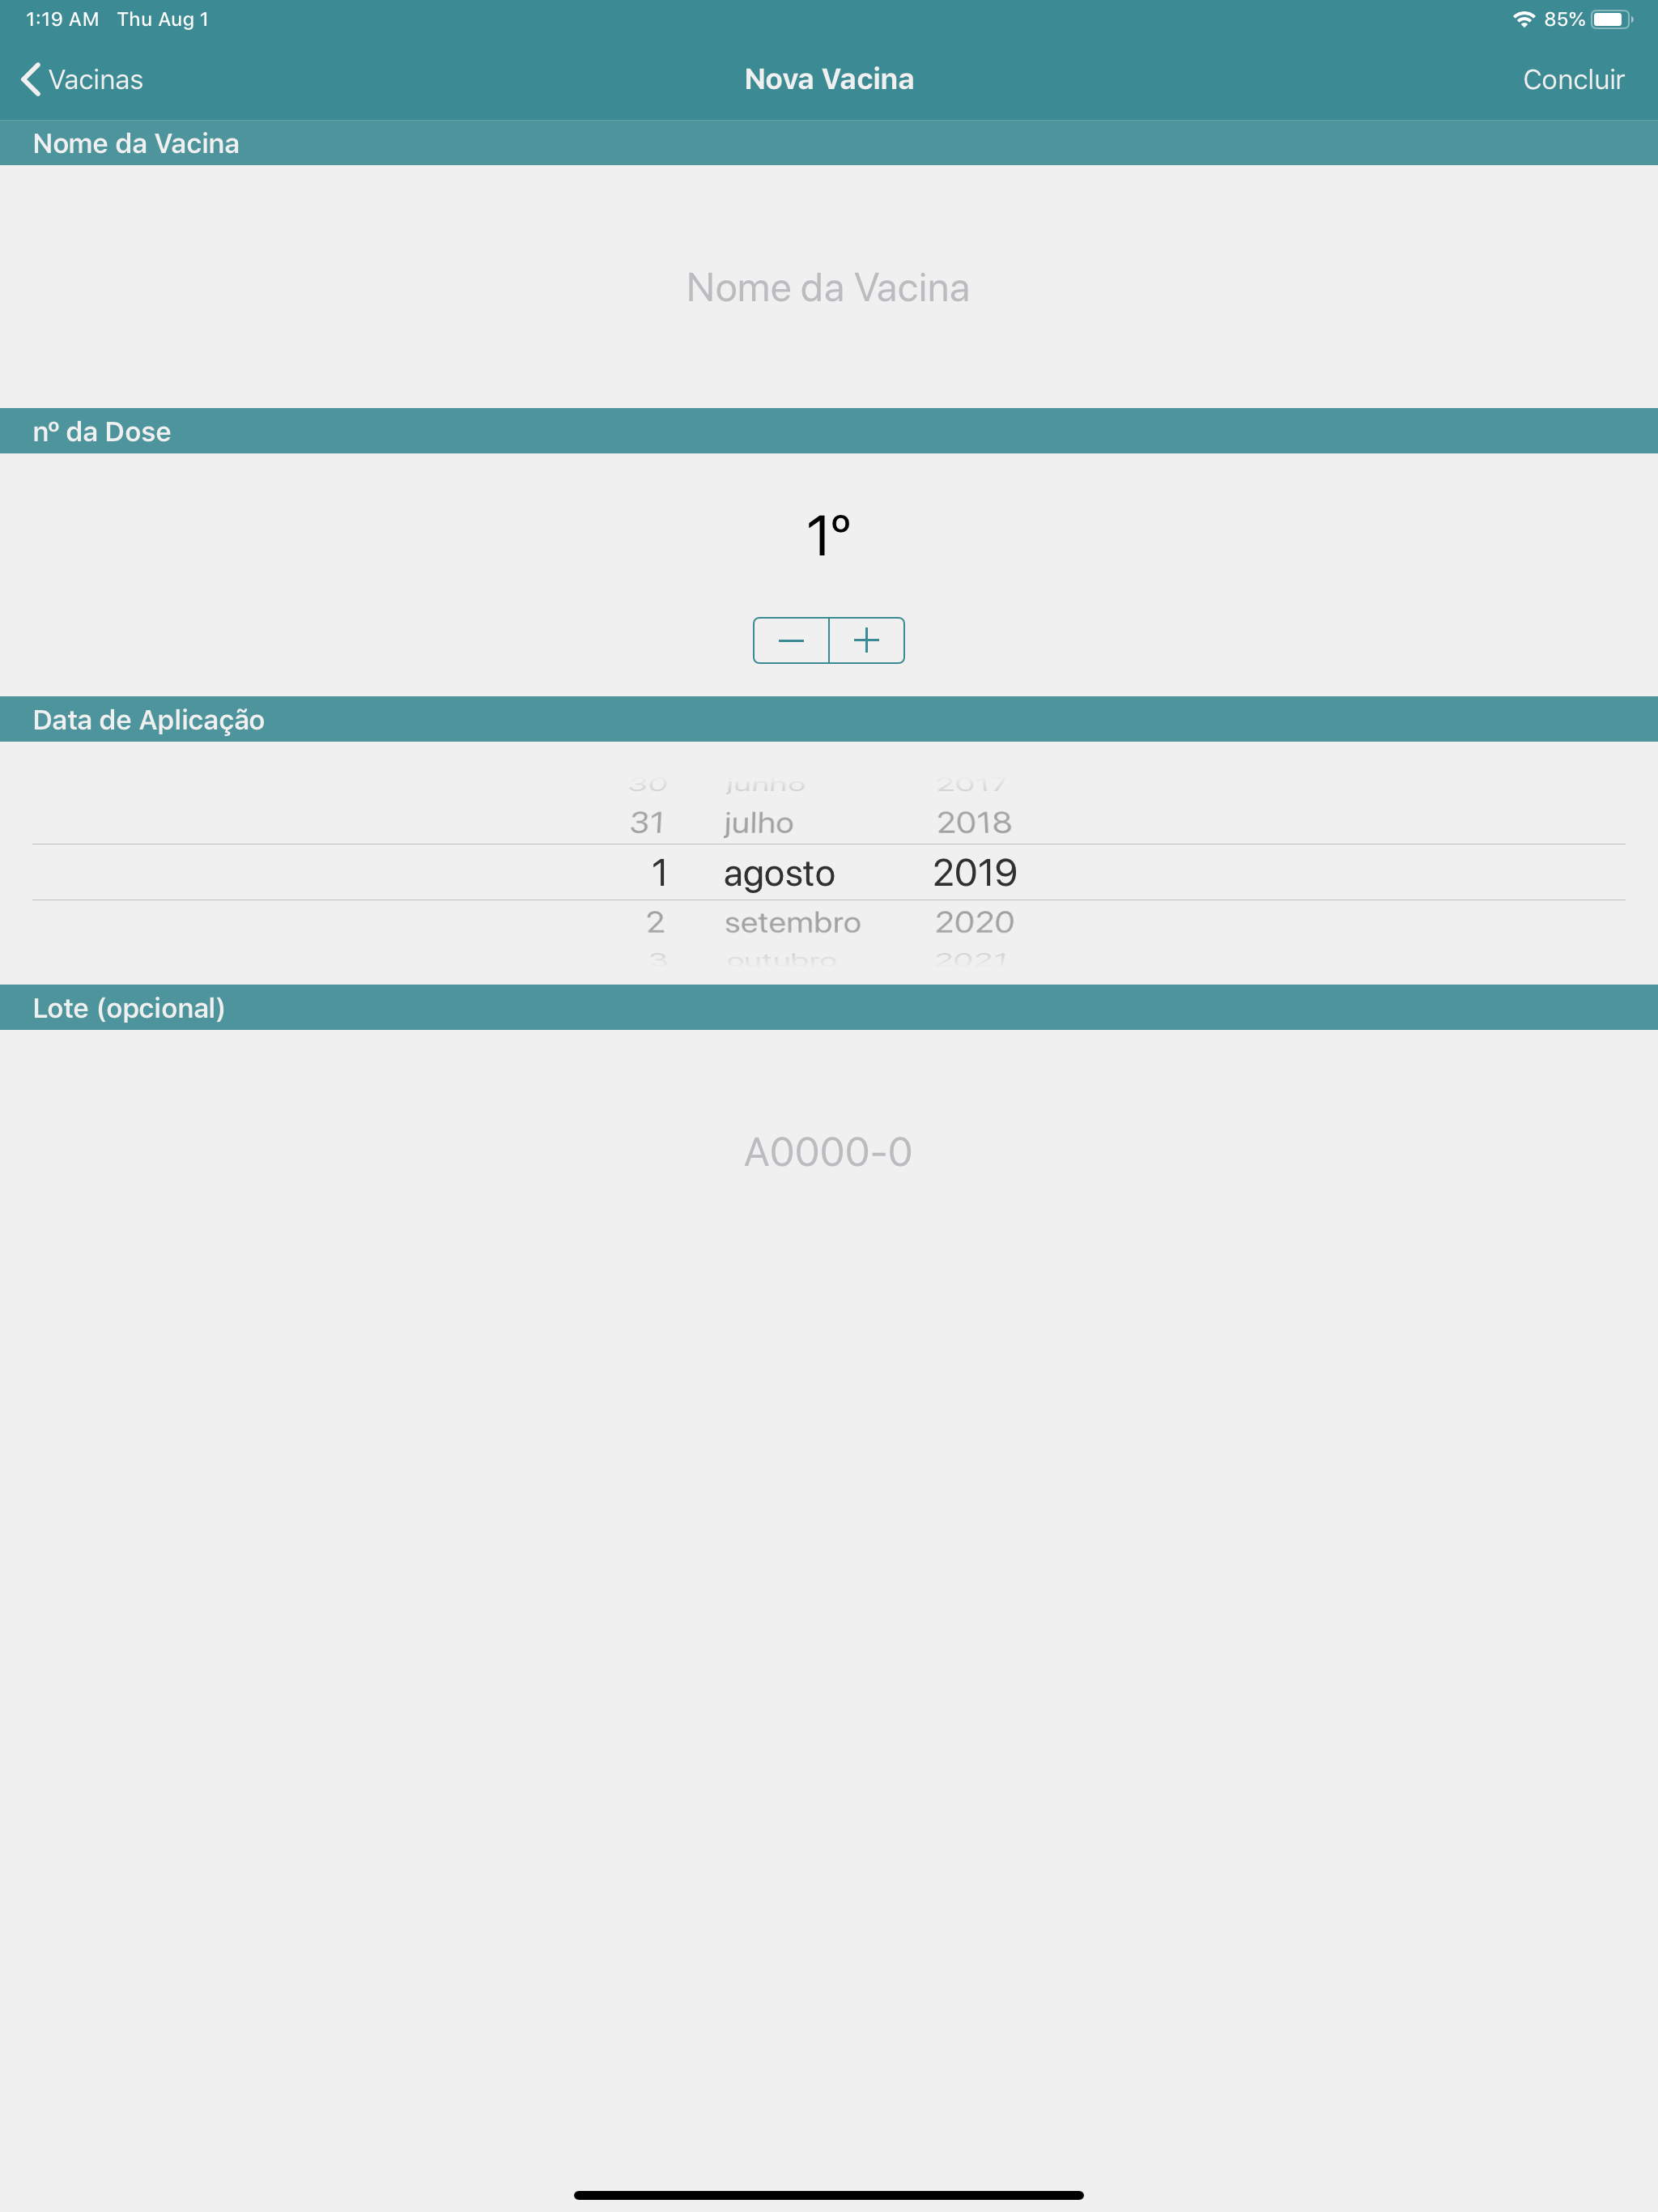 1:19 AM Thu Aug 1 85%
Vacinas Nova Vacina Concluir
Nome da Vacina
Nome da Vacina
nº da Dose
1º
Data de Aplicação
30 junho 2017
31 julho 2018
1 agosto 2019
2 setembro 2020
3 outubro 2021
Lote (opcional)
A0000-0